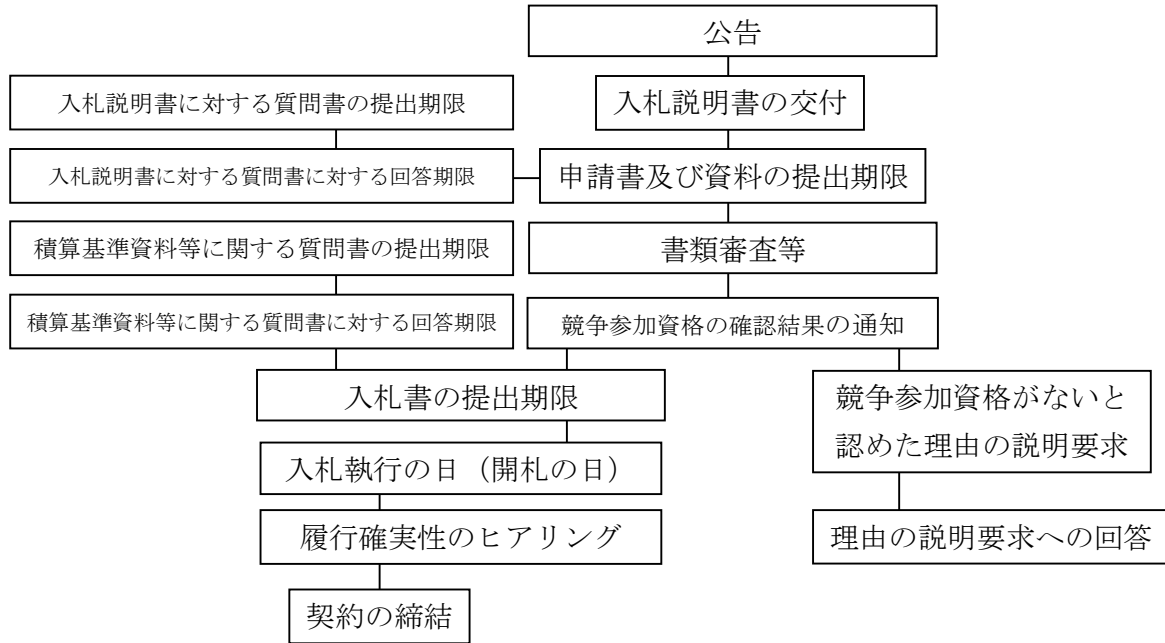 公告
入札説明書に対する質問書の提出期限
入札説明書の交付
入札説明書に対する質問書に対する回答期限
申請書及び資料の提出期限
積算基準資料等に関する質問書の提出期限
書類審査等
積算基準資料等に関する質問書に対する回答期限
競争参加資格の確認結果の通知
入札書の提出期限
競争参加資格がないと
認めた理由の説明要求
入札執行の日（開札の日）
履行確実性のヒアリング
理由の説明要求への回答
契約の締結